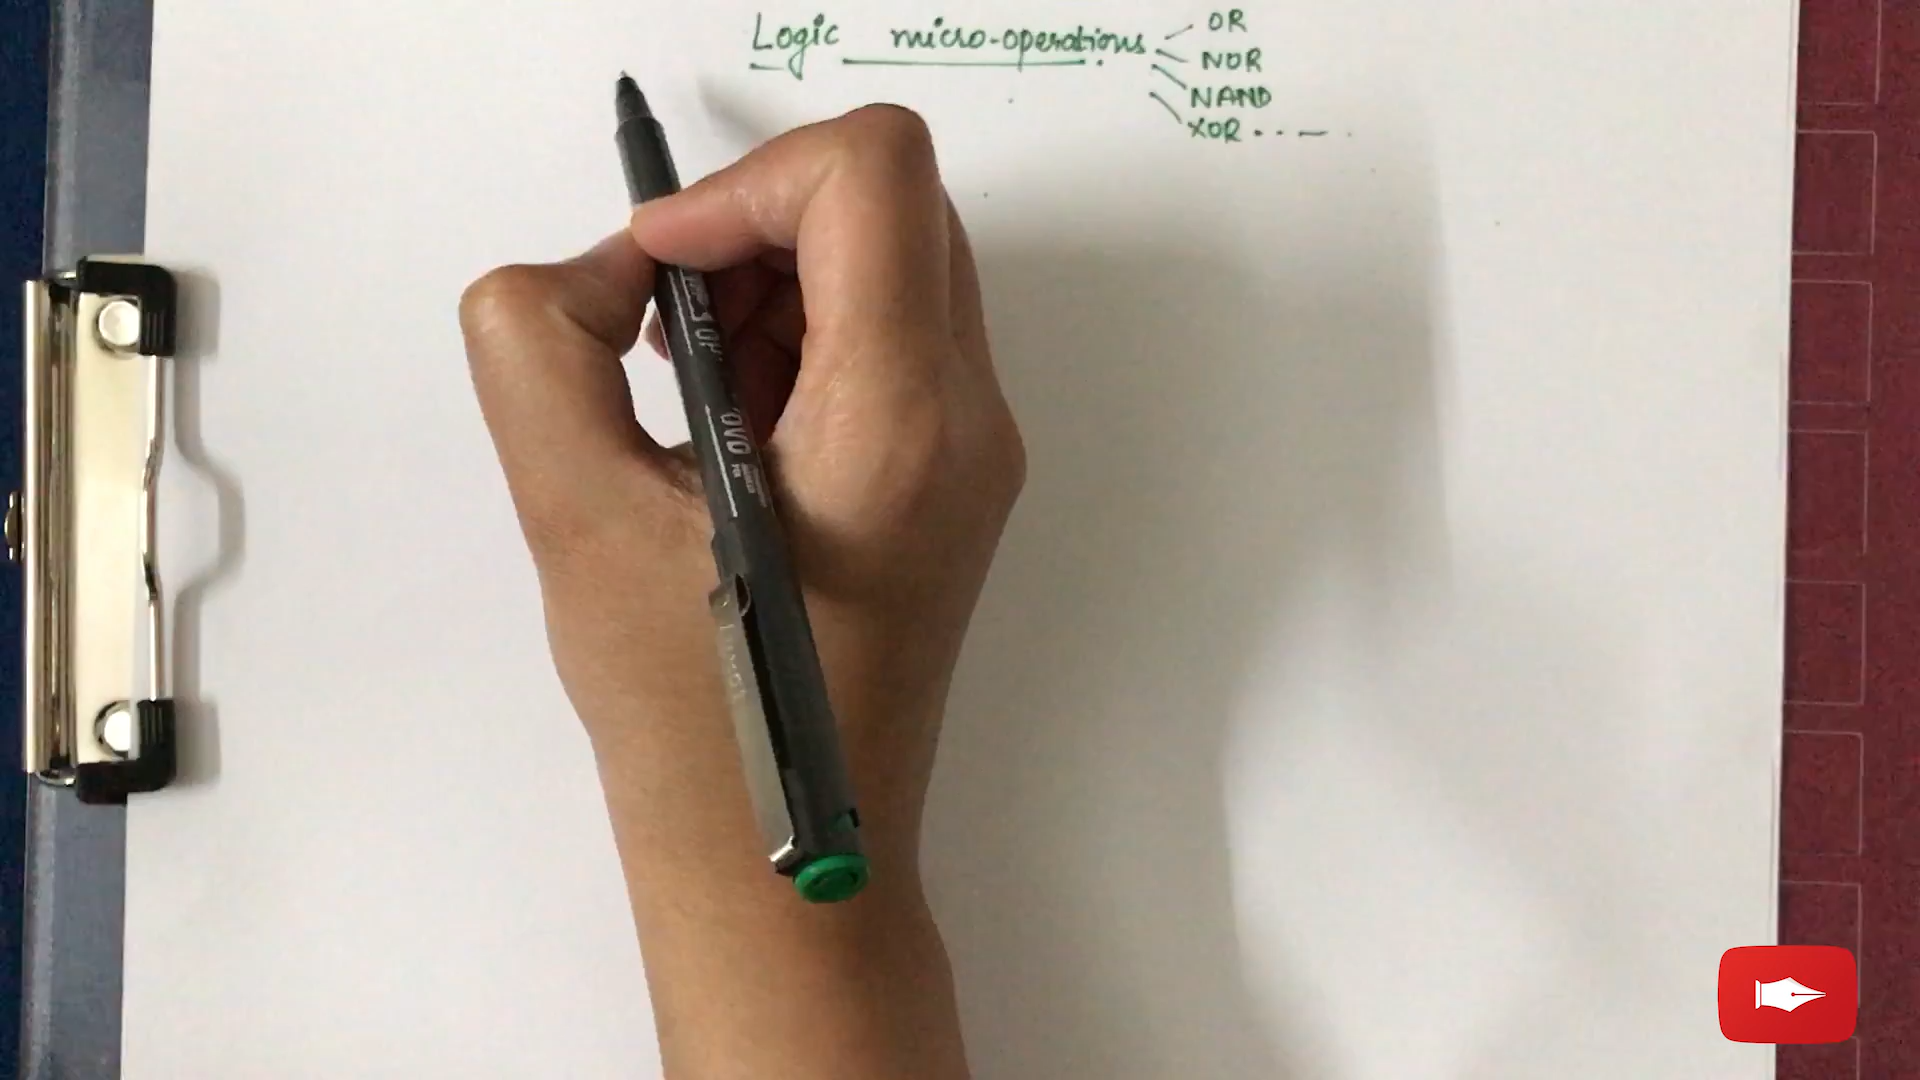 Logic micro-operations
OR
NOR
NAND
XOR . . — .